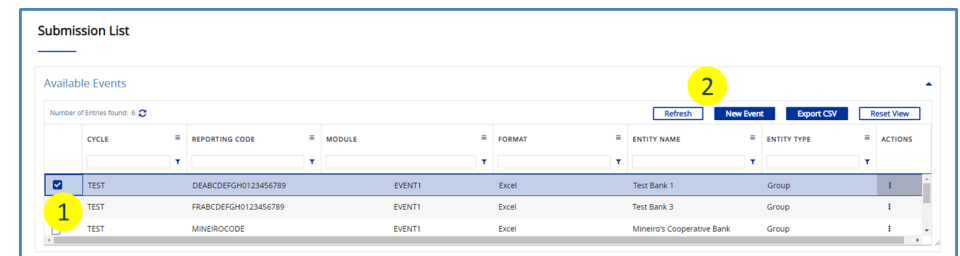 Submission List
Available Events
2
Number of Entries found: 6
Refresh New Event Export CSV Reset View
CYCLE REPORTING CODE MODULE FORMAT ENTITY NAME ENTITY TYPE ACTIONS
TEST DEABCDEFGH0123456789 EVENT1 Excel Test Bank 1 Group
1
TEST FRABCDEFGH0123456789 EVENT1 Excel Test Bank 3 Group
TEST MINEIROCODE EVENT1 Excel Mineiro's Cooperative Bank Group